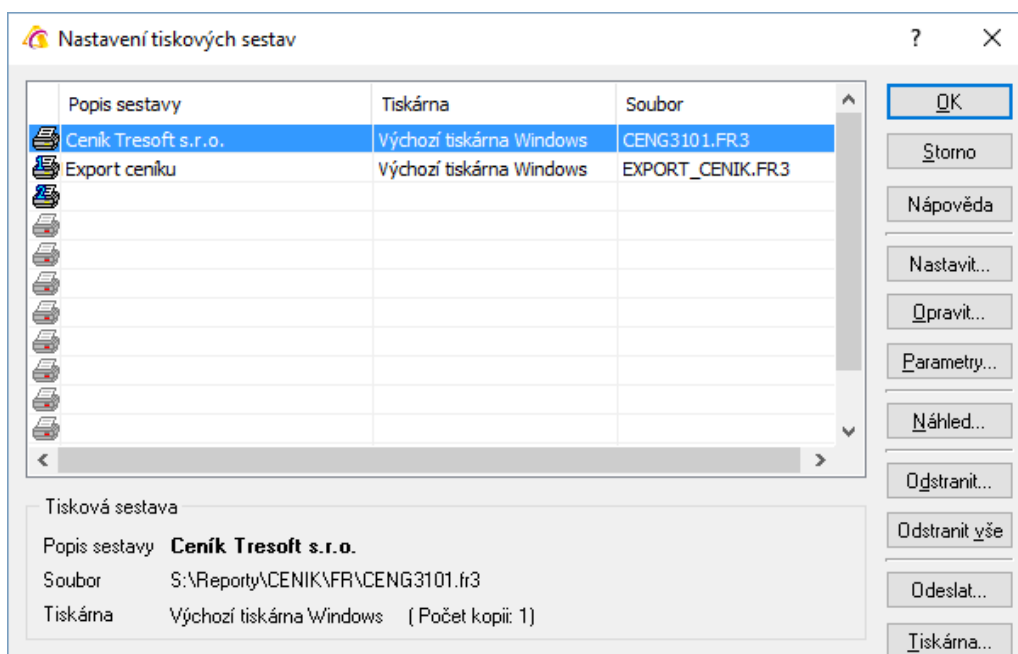 Nastavení tiskových sestav ?
Popis sestavy Tiskárna Soubor
Ceník Tresoft s.r.o. Výchozí tiskárna Windows CENG3101.FR3
Export ceníku Výchozí tiskárna Windows EXPORT_CENIK.FR3
OK
Storno
Nápověda
Nastavit...
Opravit...
Parametry...
Náhled...
Odstranit...
Odstranit vše
Odeslat...
Tiskárna...
Tisková sestava
Popis sestavy Ceník Tresoft s.r.o.
Soubor S:\Reporty\CENIK\FR\CENG3101.fr3
Tiskárna Výchozí tiskárna Windows ( Počet kopii: 1)